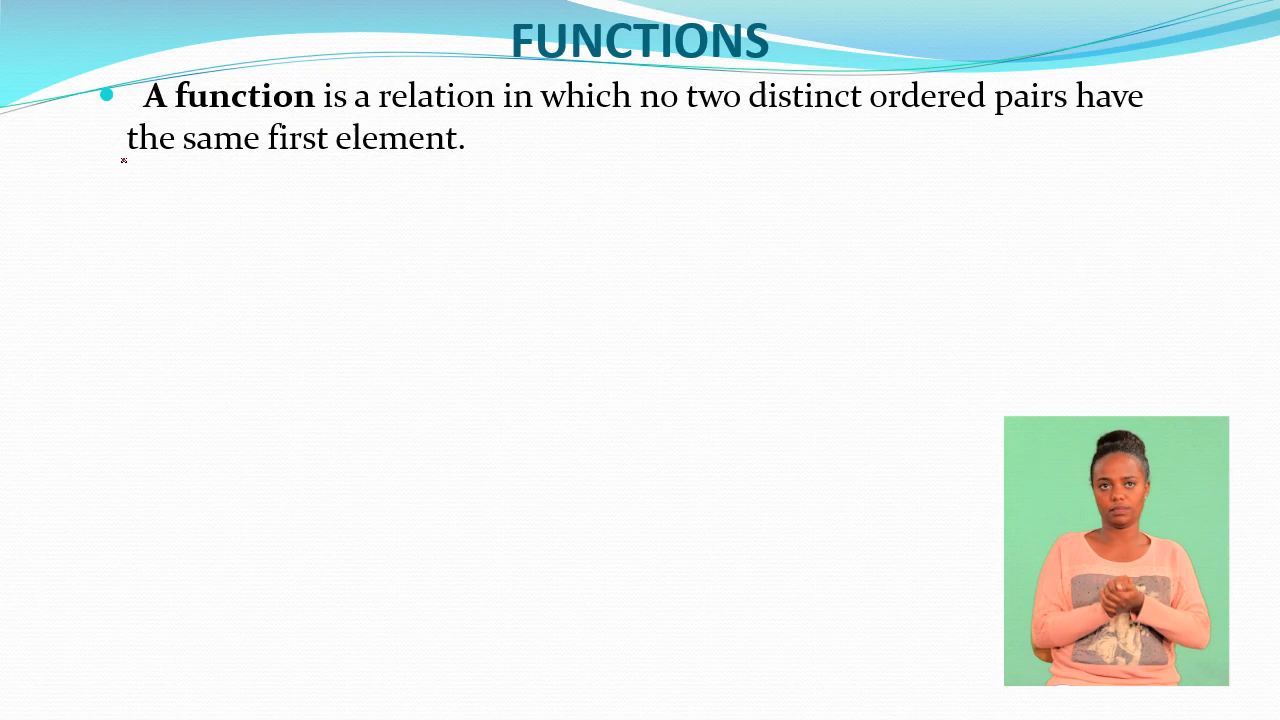 FUNCTIONS
A function is a relation in which no two distinct ordered pairs have
the same first element.